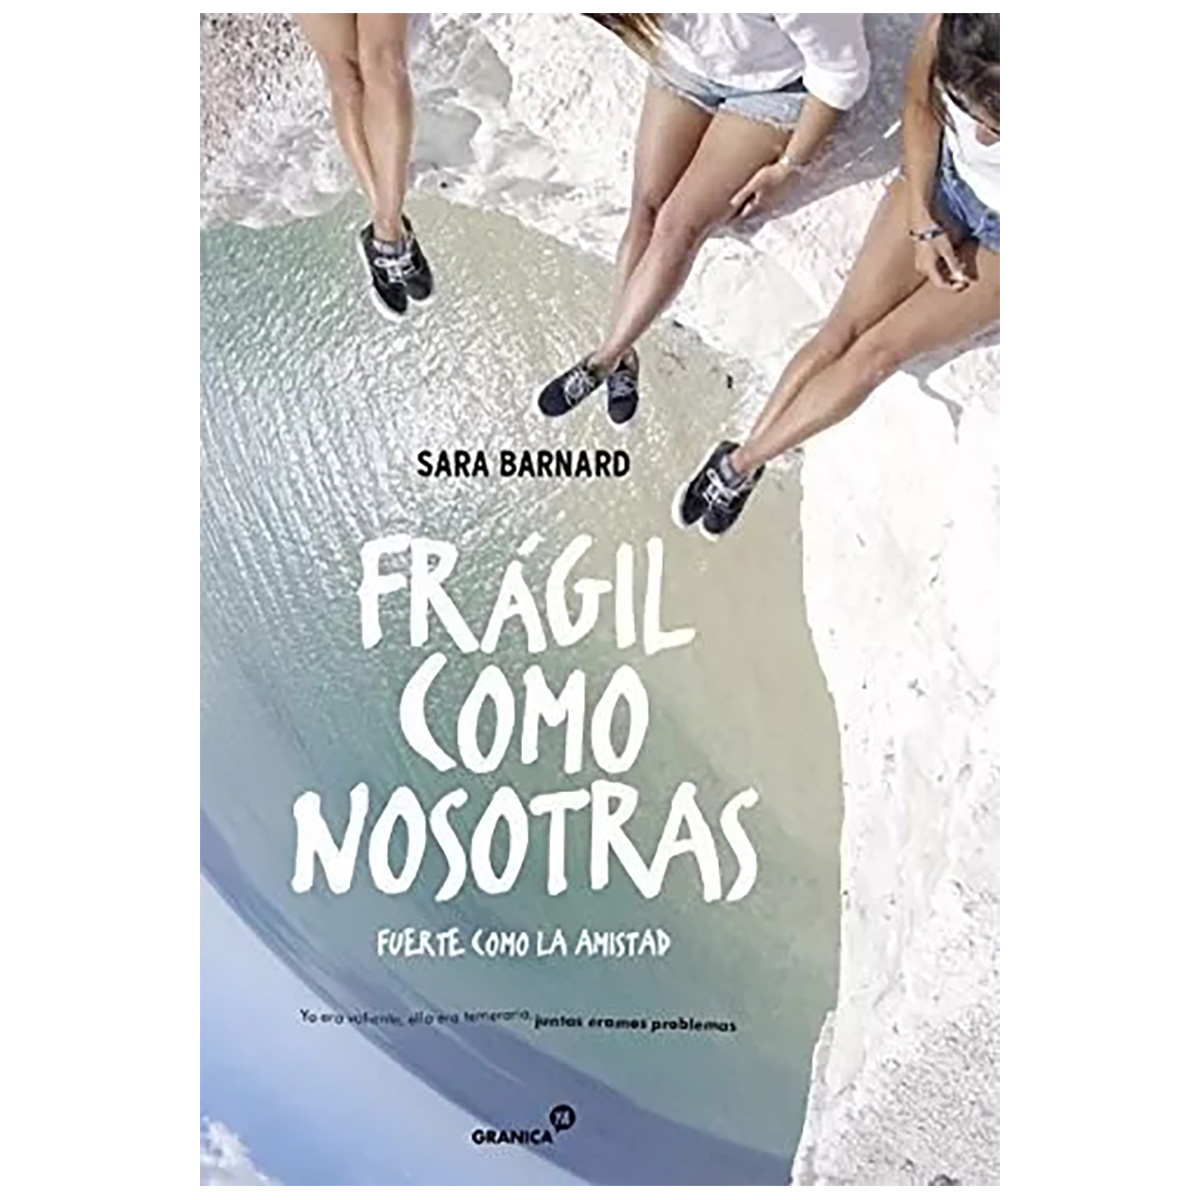 SARA BARNARD
FRÁGIL
COMO
NOSOTRAS
FUERTE COMO LA AMISTAD
Yo era valiente, ella era temeraria, juntas éramos problemas
YA
GRANICA